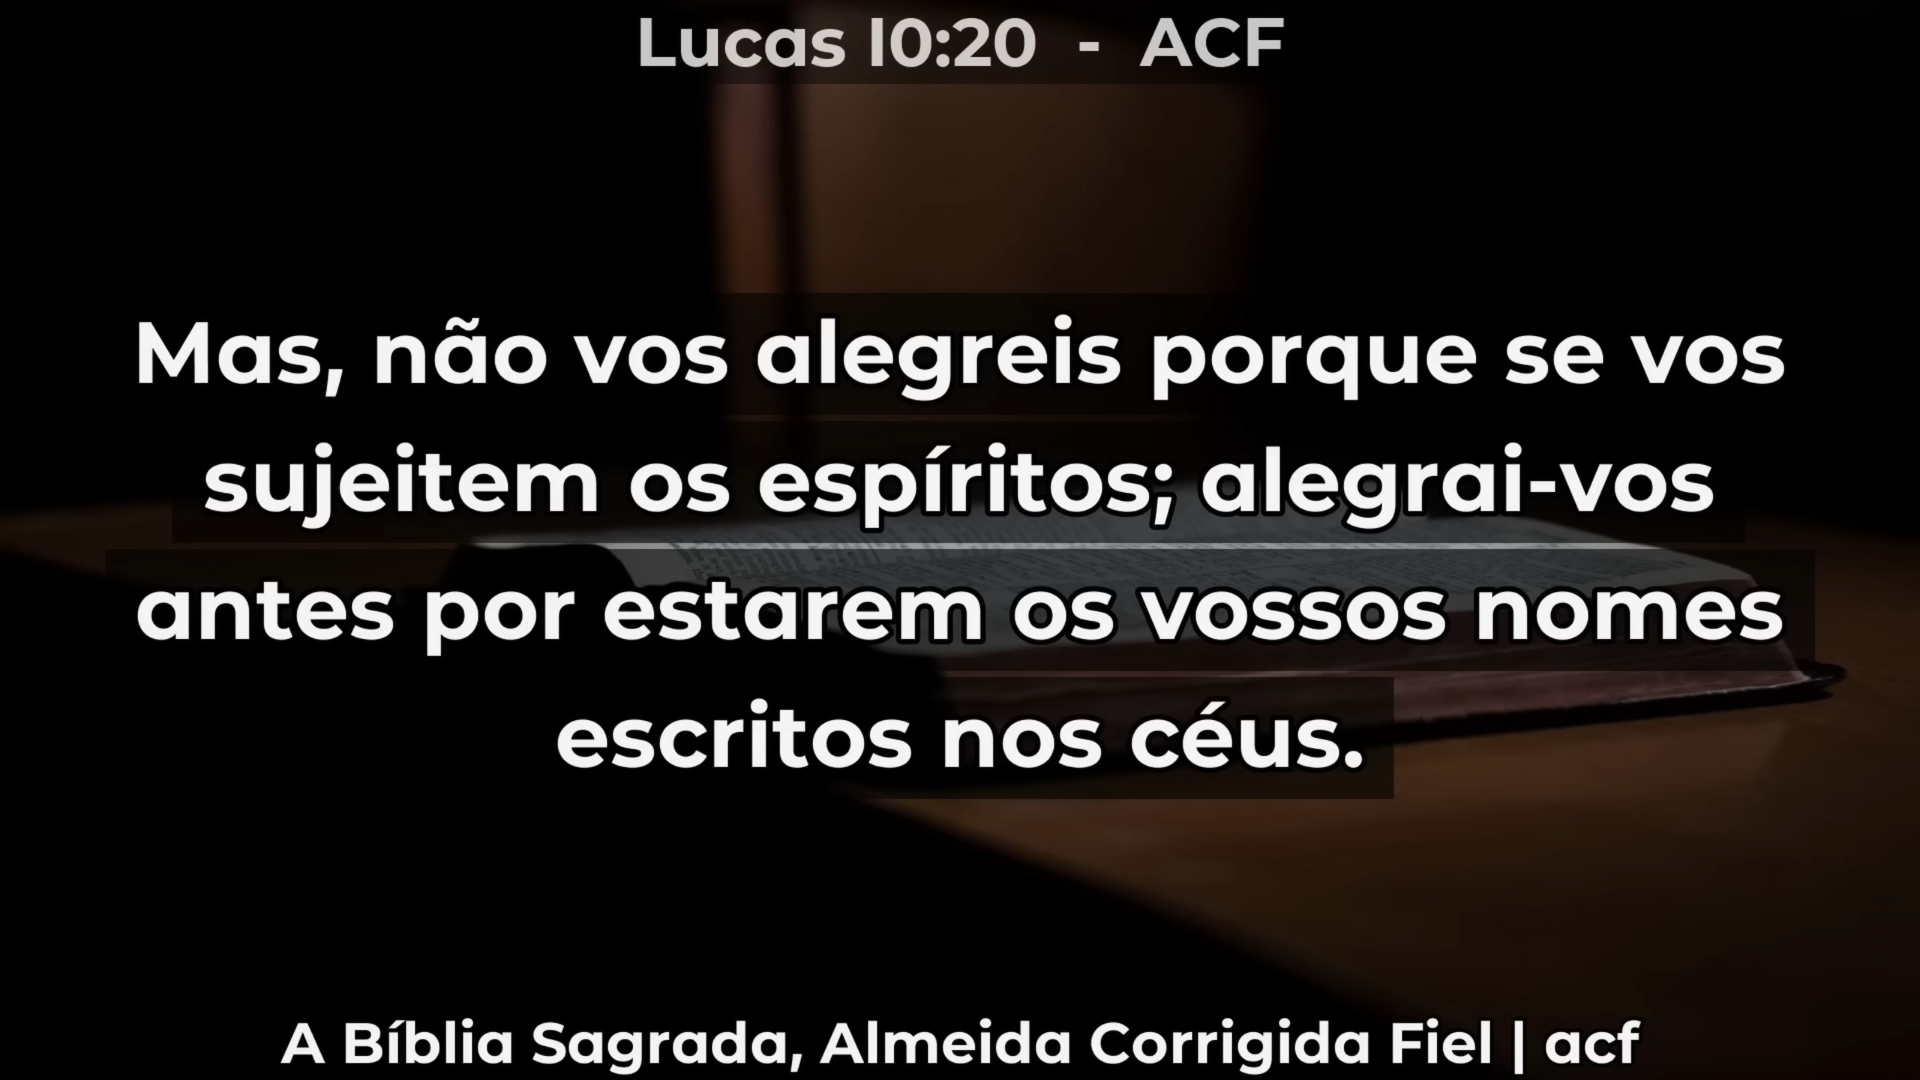 Lucas 10:20 - ACF
Mas, não vos alegreis porque se vos
sujeitem os espíritos; alegrai-vos
antes por estarem os vossos nomes
escritos nos céus.
A Bíblia Sagrada, Almeida Corrigida Fiel | acf